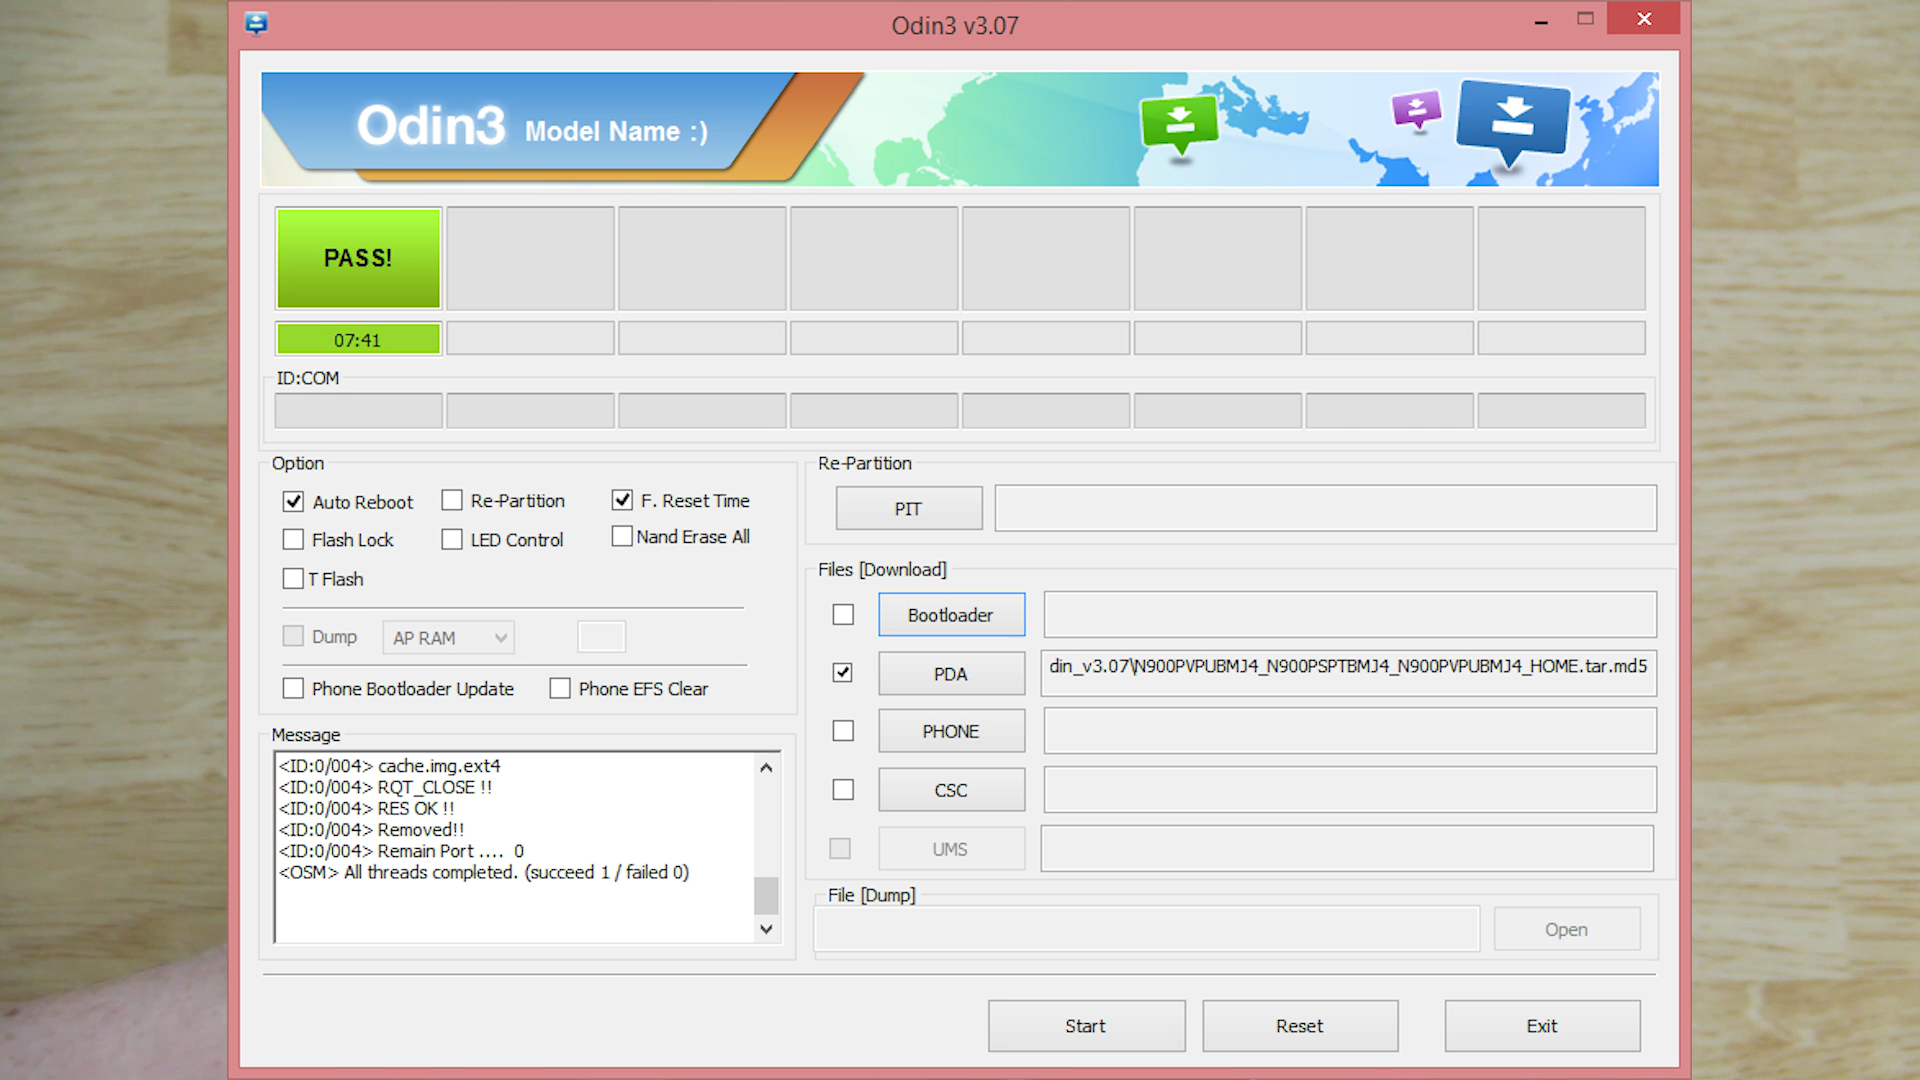 Odin3 v3.07
Odin3 Model Name :)
PASS!
07:41
ID:COM
Option
Auto Reboot
Re-Partition
F. Reset Time
Flash Lock
LED Control
Nand Erase All
T Flash
Dump
AP RAM
Phone Bootloader Update
Phone EFS Clear
Message
<ID:0/004> cache.img.ext4
<ID:0/004> RQT_CLOSE !!
<ID:0/004> RES OK !!
<ID:0/004> Removed!!
<ID:0/004> Remain Port .... 0
<OSM> All threads completed. (succeed 1 / failed 0)
Re-Partition
PIT
Files [Download]
Bootloader
PDA
din_v3.07\N900PVPUBMJ4_N900PSPTBMJ4_N900PVPUBMJ4_HOME.tar.md5
PHONE
CSC
UMS
File [Dump]
Open
Start
Reset
Exit